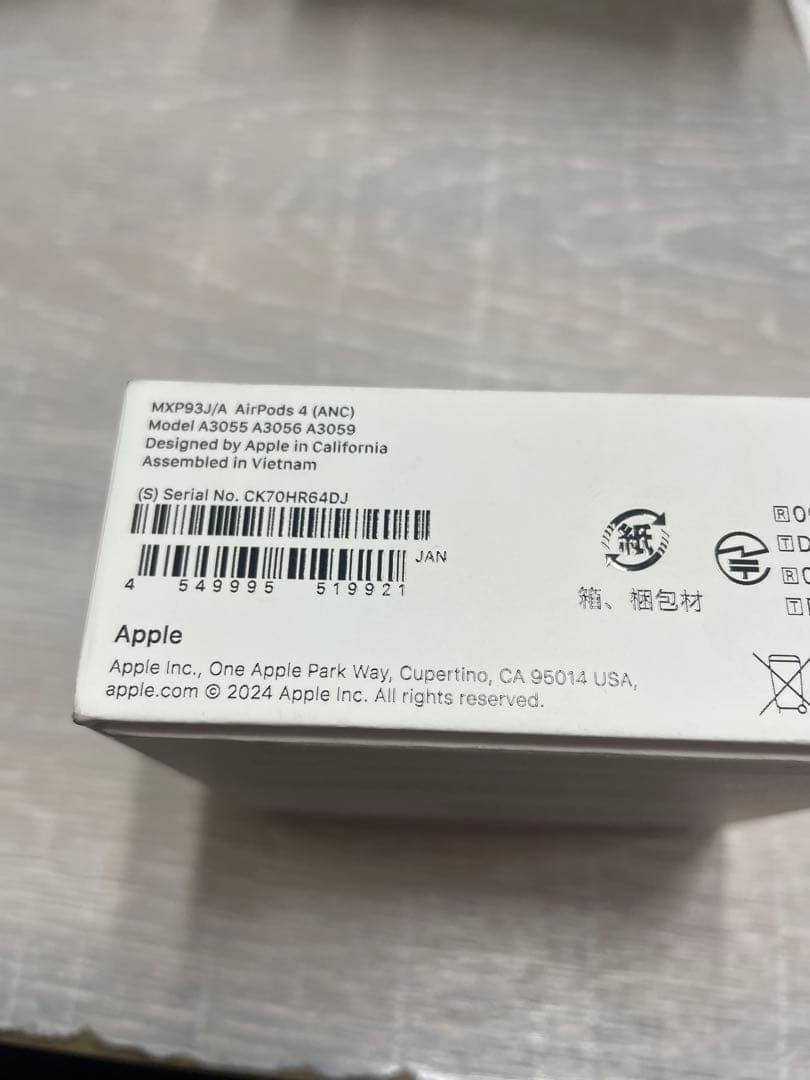 MXP93J/A AirPods 4 (ANC)
Model A3055 A3056 A3059
Designed by Apple in California
Assembled in Vietnam
(S) Serial No. CK70HR64DJ
JAN
4 549995 519921
紙
箱、梱包材
R
T D
R
T
Apple
Apple Inc., One Apple Park Way, Cupertino, CA 95014 USA,
apple.com © 2024 Apple Inc. All rights reserved.